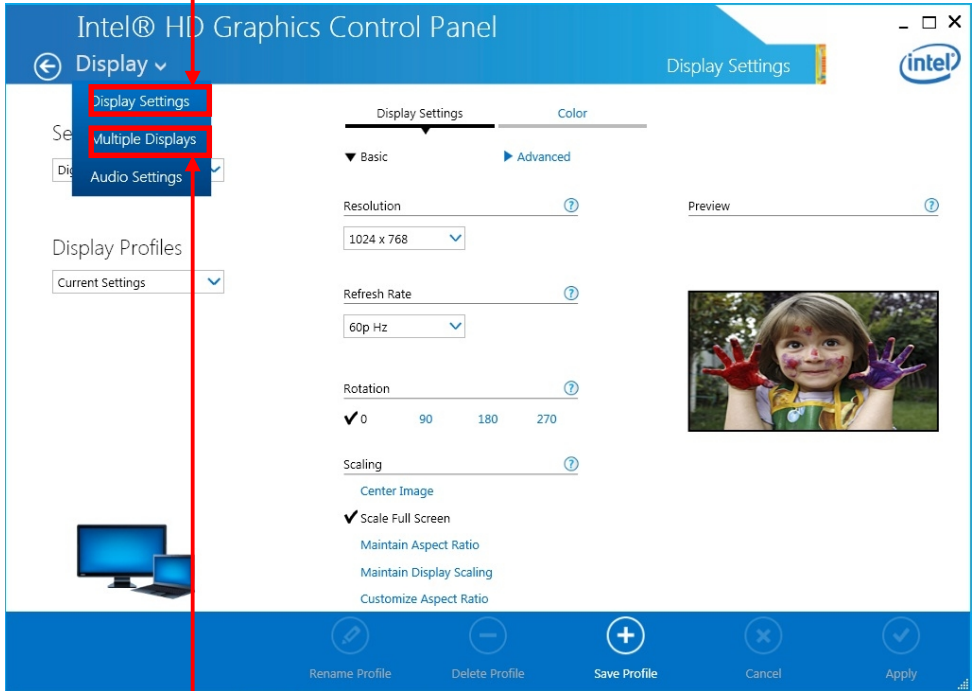 Intel® HD Graphics Control Panel
Display
Display Settings
intel
Display Settings
Multiple Displays
Audio Settings
Se
Dig
Display Profiles
Current Settings
Display Settings
Color
Basic
Advanced
Resolution
?
1024 x 768
Refresh Rate
?
60p Hz
Rotation
?
0 90 180 270
Scaling
?
Center Image
Scale Full Screen
Maintain Aspect Ratio
Maintain Display Scaling
Customize Aspect Ratio
Preview
?
Rename Profile
Delete Profile
Save Profile
Cancel
Apply